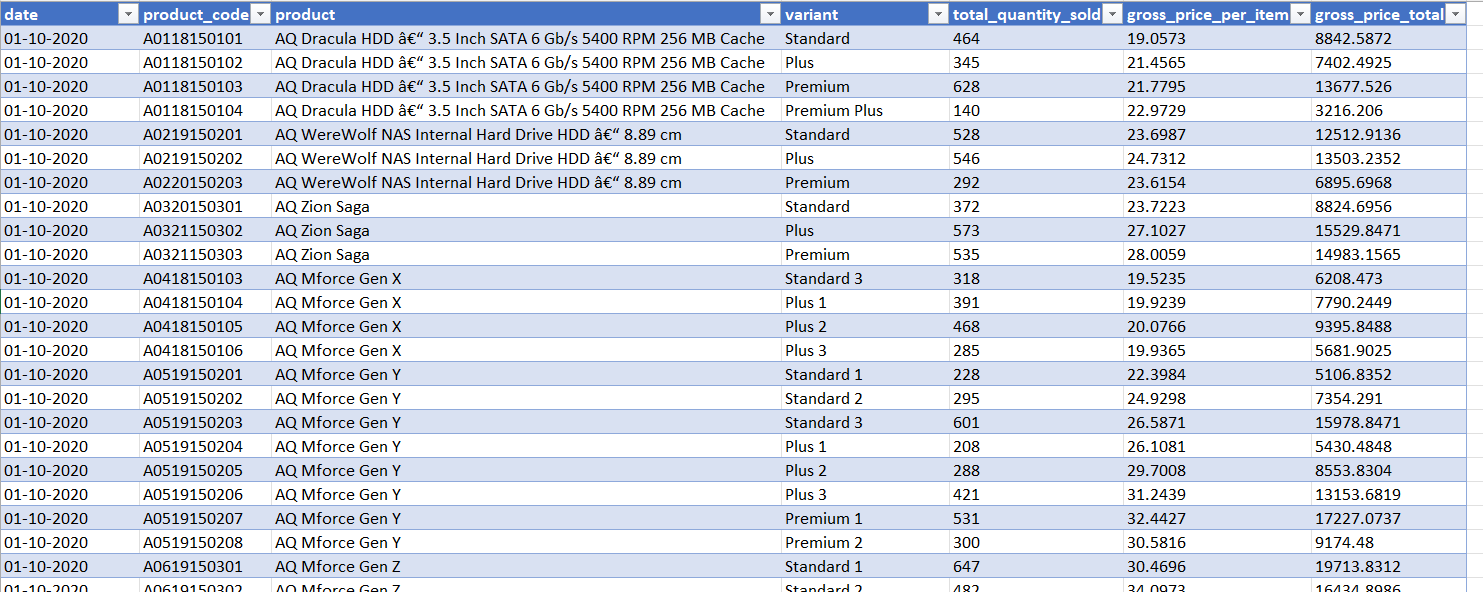 date product_code product variant total_quantity_sold gross_price_per_item gross_price_total
01-10-2020 A0118150101 AQ Dracula HDD â€“ 3.5 Inch SATA 6 Gb/s 5400 RPM 256 MB Cache Standard 464 19.0573 8842.5872
01-10-2020 A0118150102 AQ Dracula HDD â€“ 3.5 Inch SATA 6 Gb/s 5400 RPM 256 MB Cache Plus 345 21.4565 7402.4925
01-10-2020 A0118150103 AQ Dracula HDD â€“ 3.5 Inch SATA 6 Gb/s 5400 RPM 256 MB Cache Premium 628 21.7795 13677.526
01-10-2020 A0118150104 AQ Dracula HDD â€“ 3.5 Inch SATA 6 Gb/s 5400 RPM 256 MB Cache Premium Plus 140 22.9729 3216.206
01-10-2020 A0219150201 AQ WereWolf NAS Internal Hard Drive HDD â€“ 8.89 cm Standard 528 23.6987 12512.9136
01-10-2020 A0219150202 AQ WereWolf NAS Internal Hard Drive HDD â€“ 8.89 cm Plus 546 24.7312 13503.2352
01-10-2020 A0220150203 AQ WereWolf NAS Internal Hard Drive HDD â€“ 8.89 cm Premium 292 23.6154 6895.6968
01-10-2020 A0320150301 AQ Zion Saga Standard 372 23.7223 8824.6956
01-10-2020 A0321150302 AQ Zion Saga Plus 573 27.1027 15529.8471
01-10-2020 A0321150303 AQ Zion Saga Premium 535 28.0059 14983.1565
01-10-2020 A0418150103 AQ Mforce Gen X Standard 3 318 19.5235 6208.473
01-10-2020 A0418150104 AQ Mforce Gen X Plus 1 391 19.9239 7790.2449
01-10-2020 A0418150105 AQ Mforce Gen X Plus 2 468 20.0766 9395.8488
01-10-2020 A0418150106 AQ Mforce Gen X Plus 3 285 19.9365 5681.9025
01-10-2020 A0519150201 AQ Mforce Gen Y Standard 1 228 22.3984 5106.8352
01-10-2020 A0519150202 AQ Mforce Gen Y Standard 2 295 24.9298 7354.291
01-10-2020 A0519150203 AQ Mforce Gen Y Standard 3 601 26.5871 15978.8471
01-10-2020 A0519150204 AQ Mforce Gen Y Plus 1 208 26.1081 5430.4848
01-10-2020 A0519150205 AQ Mforce Gen Y Plus 2 288 29.7008 8553.8304
01-10-2020 A0519150206 AQ Mforce Gen Y Plus 3 421 31.2439 13153.6819
01-10-2020 A0519150207 AQ Mforce Gen Y Premium 1 531 32.4427 17227.0737
01-10-2020 A0519150208 AQ Mforce Gen Y Premium 2 300 30.5816 9174.48
01-10-2020 A0619150301 AQ Mforce Gen Z Standard 1 647 30.4696 19713.8312
01-10-2020 A0619150302 AQ Mforce Gen Z Standard 2 482 34.0973 16434.8986